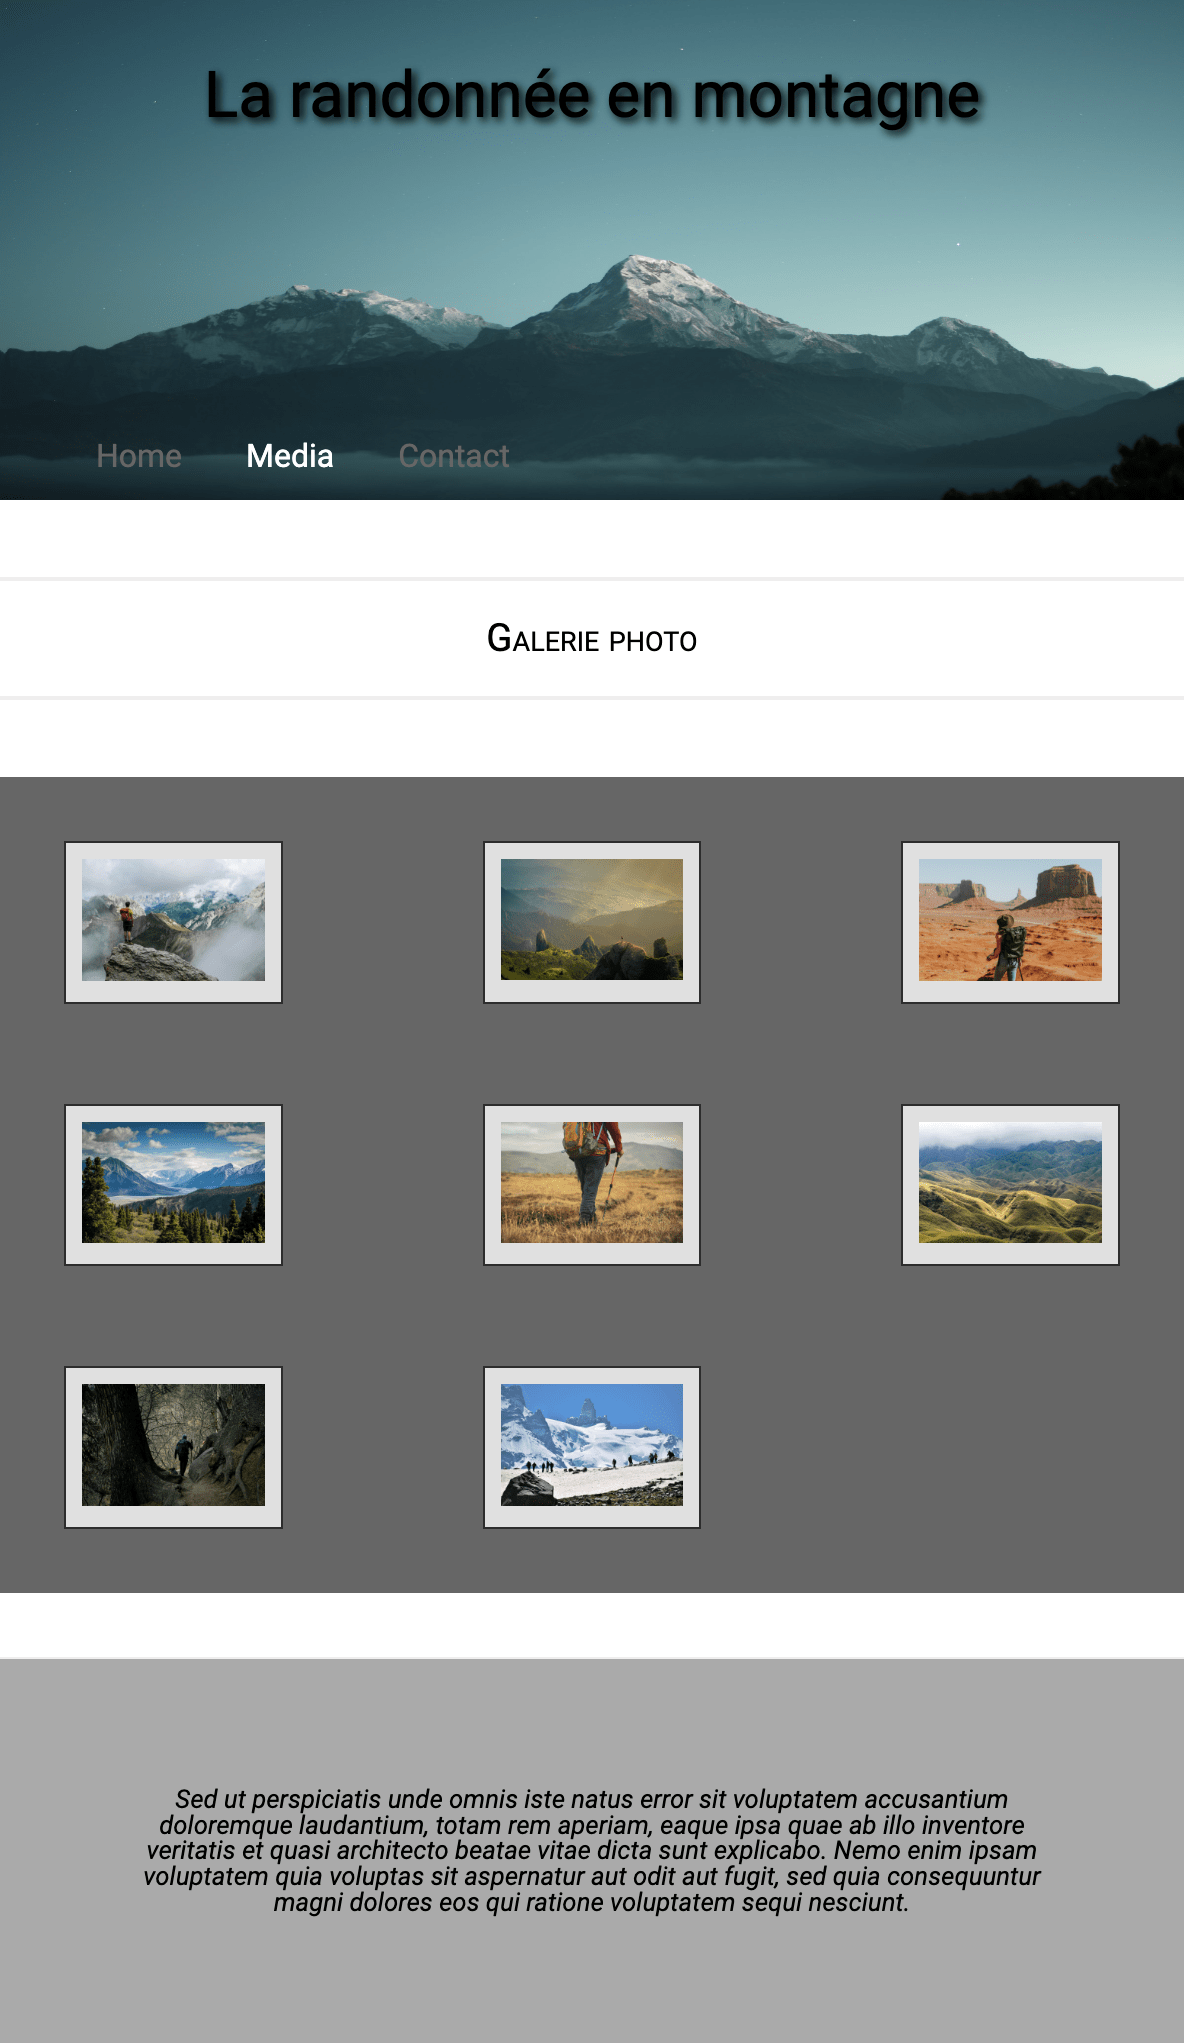 La randonnée en montagne
Home Media Contact
Galerie photo
Sed ut perspiciatis unde omnis iste natus error sit voluptatem accusantium
doloremque laudantium, totam rem aperiam, eaque ipsa quae ab illo inventore
veritatis et quasi architecto beatae vitae dicta sunt explicabo. Nemo enim ipsam
voluptatem quia voluptas sit aspernatur aut odit aut fugit, sed quia consequuntur
magni dolores eos qui ratione voluptatem sequi nesciunt.